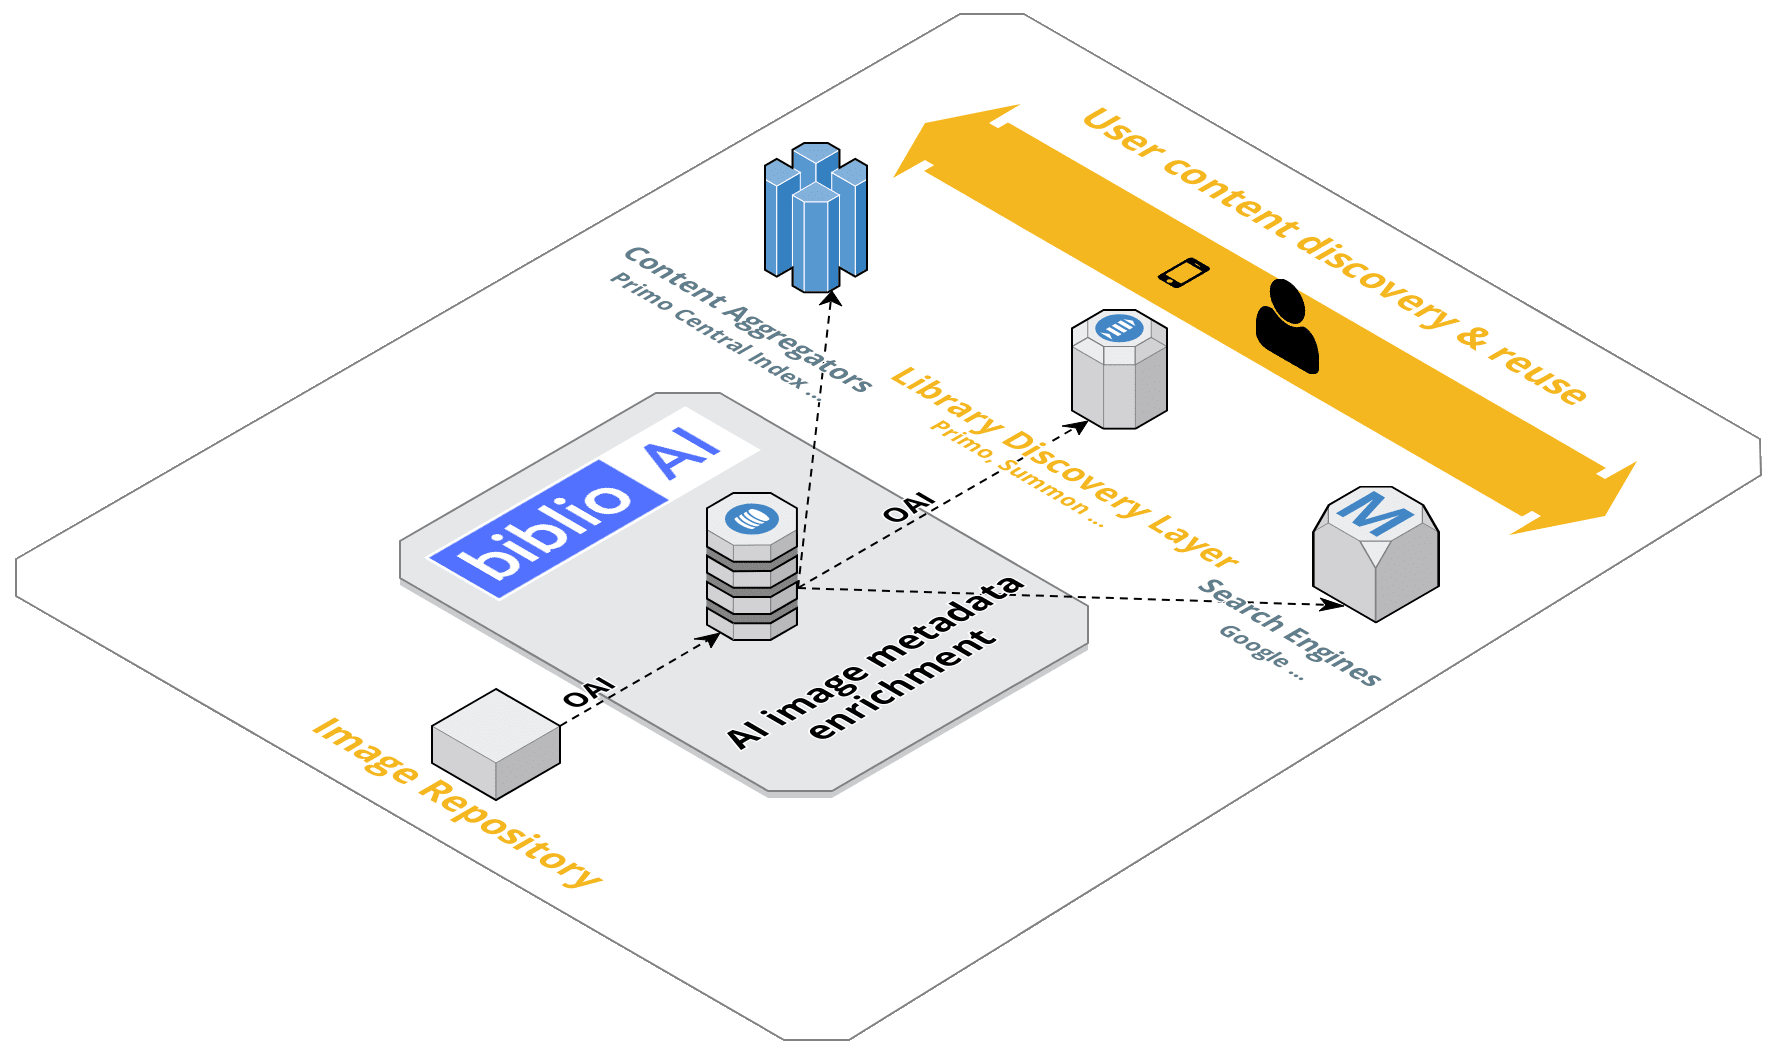 User content discovery & reuse
Content Aggregators
Primo Central Index ...
Library Discovery Layer
Primo, Summon ...
OAI
biblio AI
M
Search Engines
Google ...
AI image metadata
enrichment
OAI
Image Repository